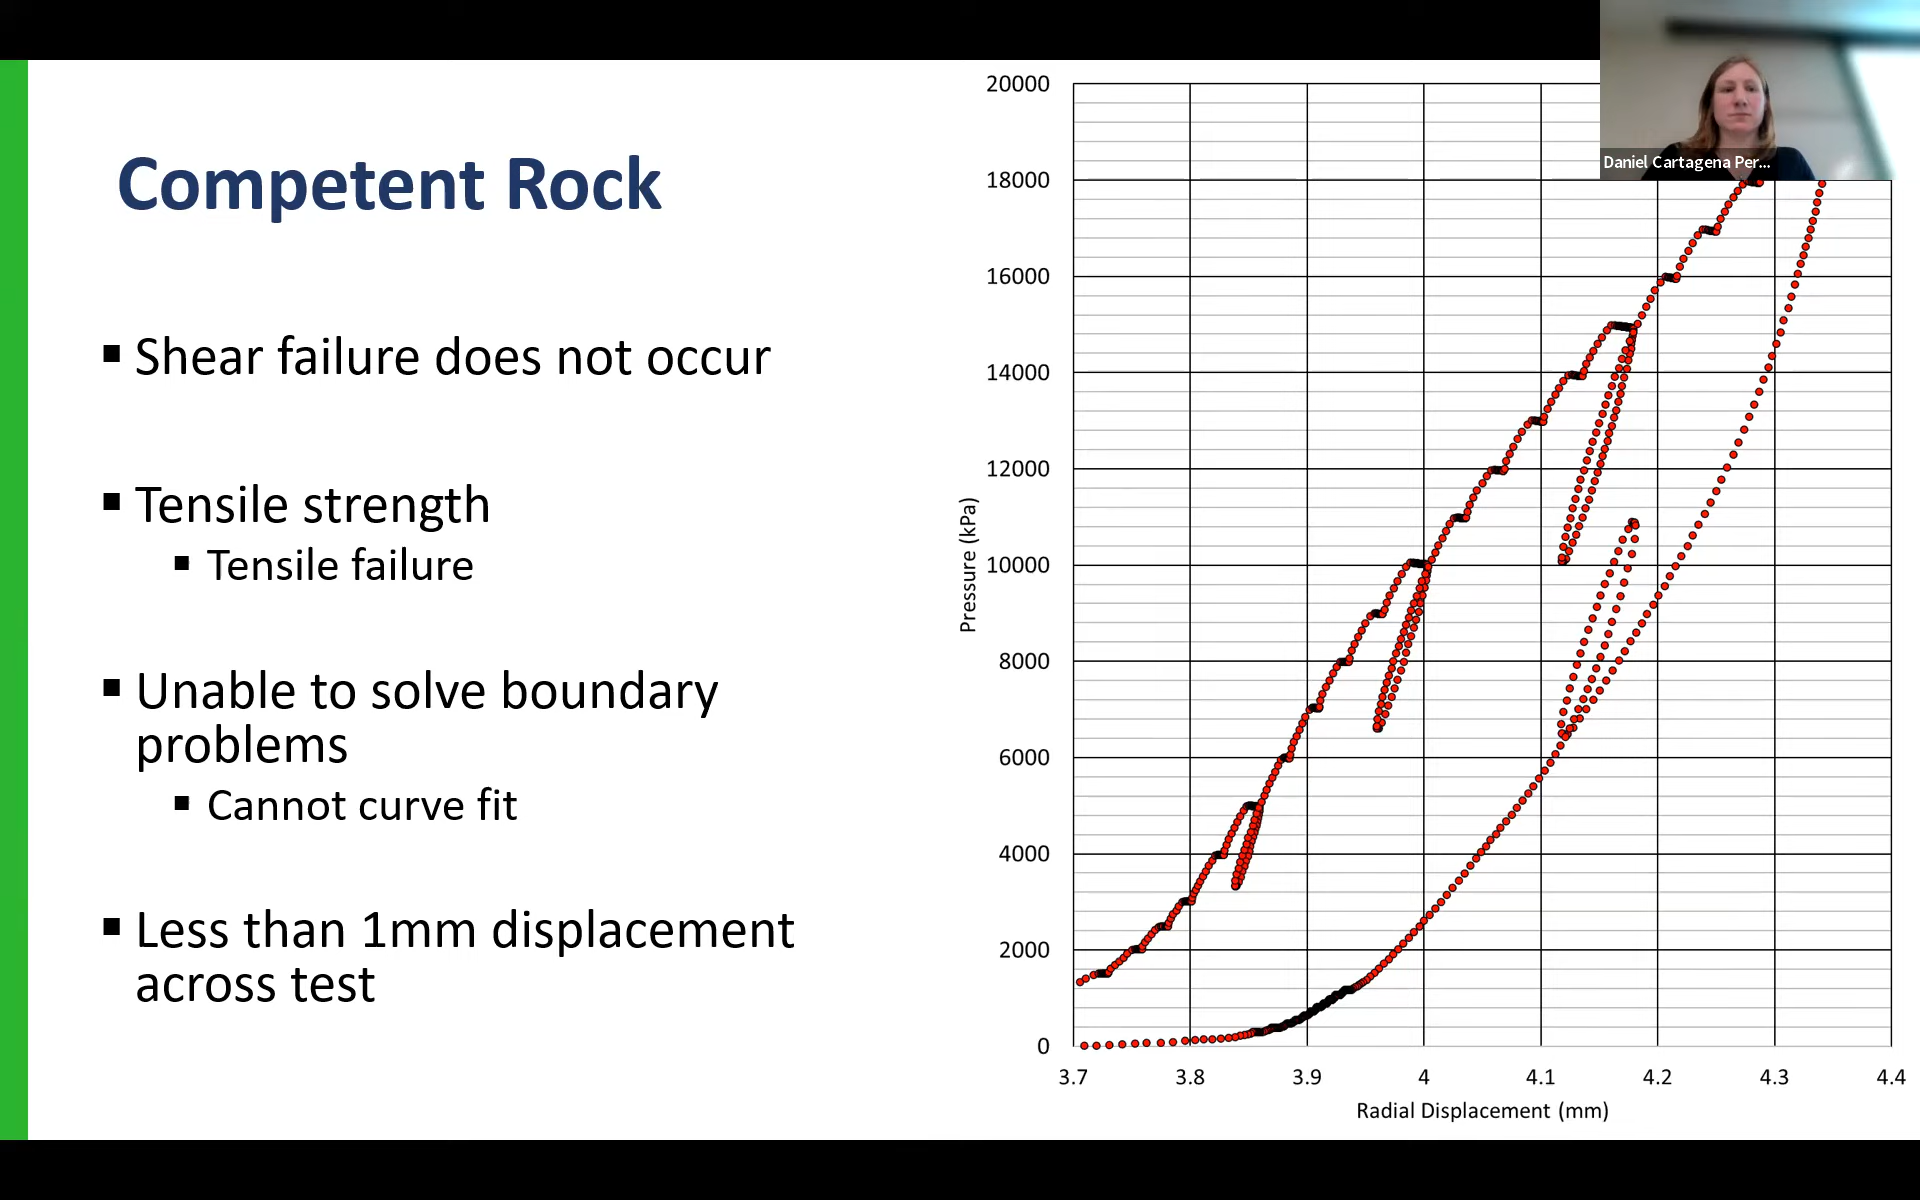 Competent Rock
▪ Shear failure does not occur
▪ Tensile strength
▪ Tensile failure
▪ Unable to solve boundary
problems
▪ Cannot curve fit
▪ Less than 1mm displacement
across test
Daniel Cartagena Per...
20000
18000
16000
14000
12000
10000
8000
6000
4000
2000
0
Pressure (kPa)
3.7 3.8 3.9 4 4.1 4.2 4.3 4.4
Radial Displacement (mm)